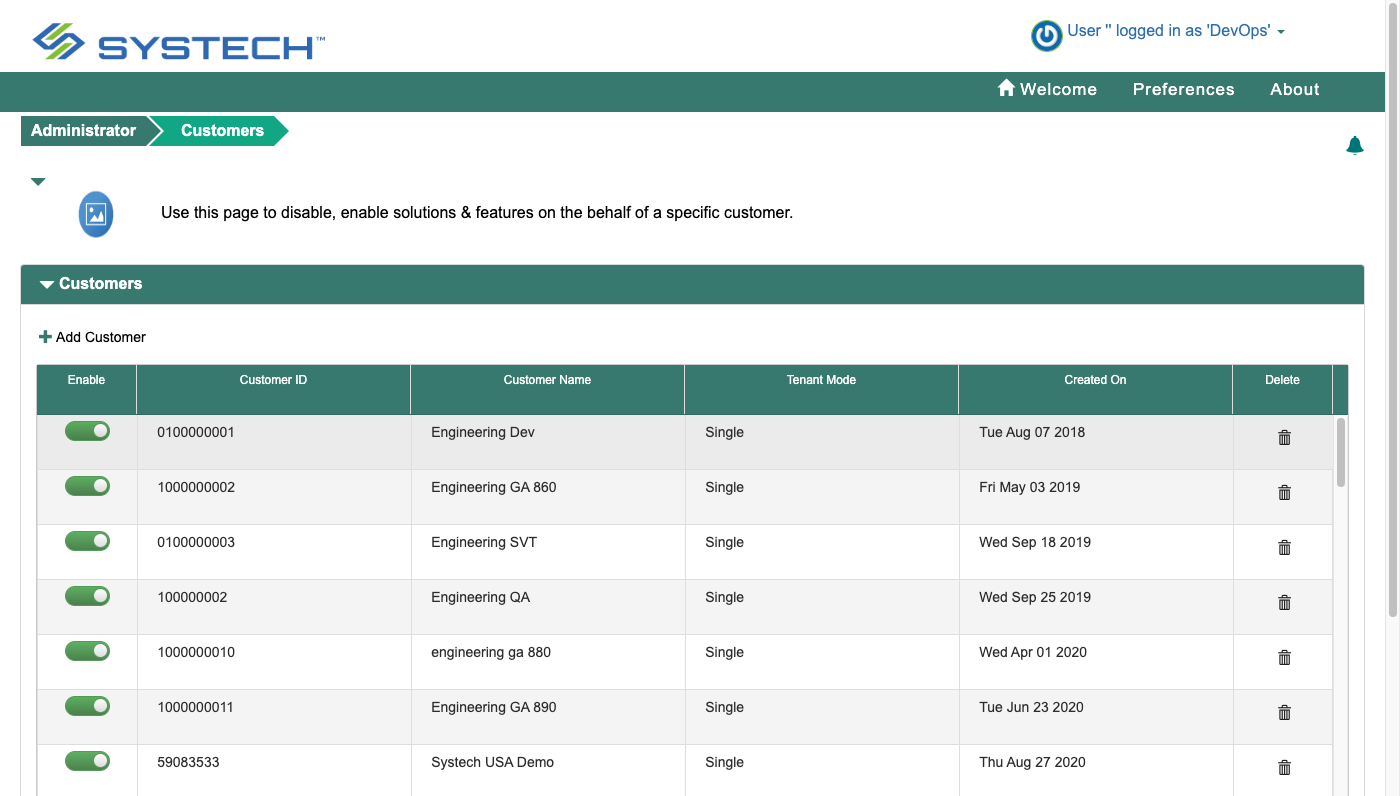 SYSTECH™
User '' logged in as 'DevOps'
Welcome Preferences About
Administrator Customers
Use this page to disable, enable solutions & features on the behalf of a specific customer.
Customers
Add Customer
Enable Customer ID Customer Name Tenant Mode Created On Delete
0100000001 Engineering Dev Single Tue Aug 07 2018
1000000002 Engineering GA 860 Single Fri May 03 2019
0100000003 Engineering SVT Single Wed Sep 18 2019
100000002 Engineering QA Single Wed Sep 25 2019
1000000010 engineering ga 880 Single Wed Apr 01 2020
1000000011 Engineering GA 890 Single Tue Jun 23 2020
59083533 Systech USA Demo Single Thu Aug 27 2020